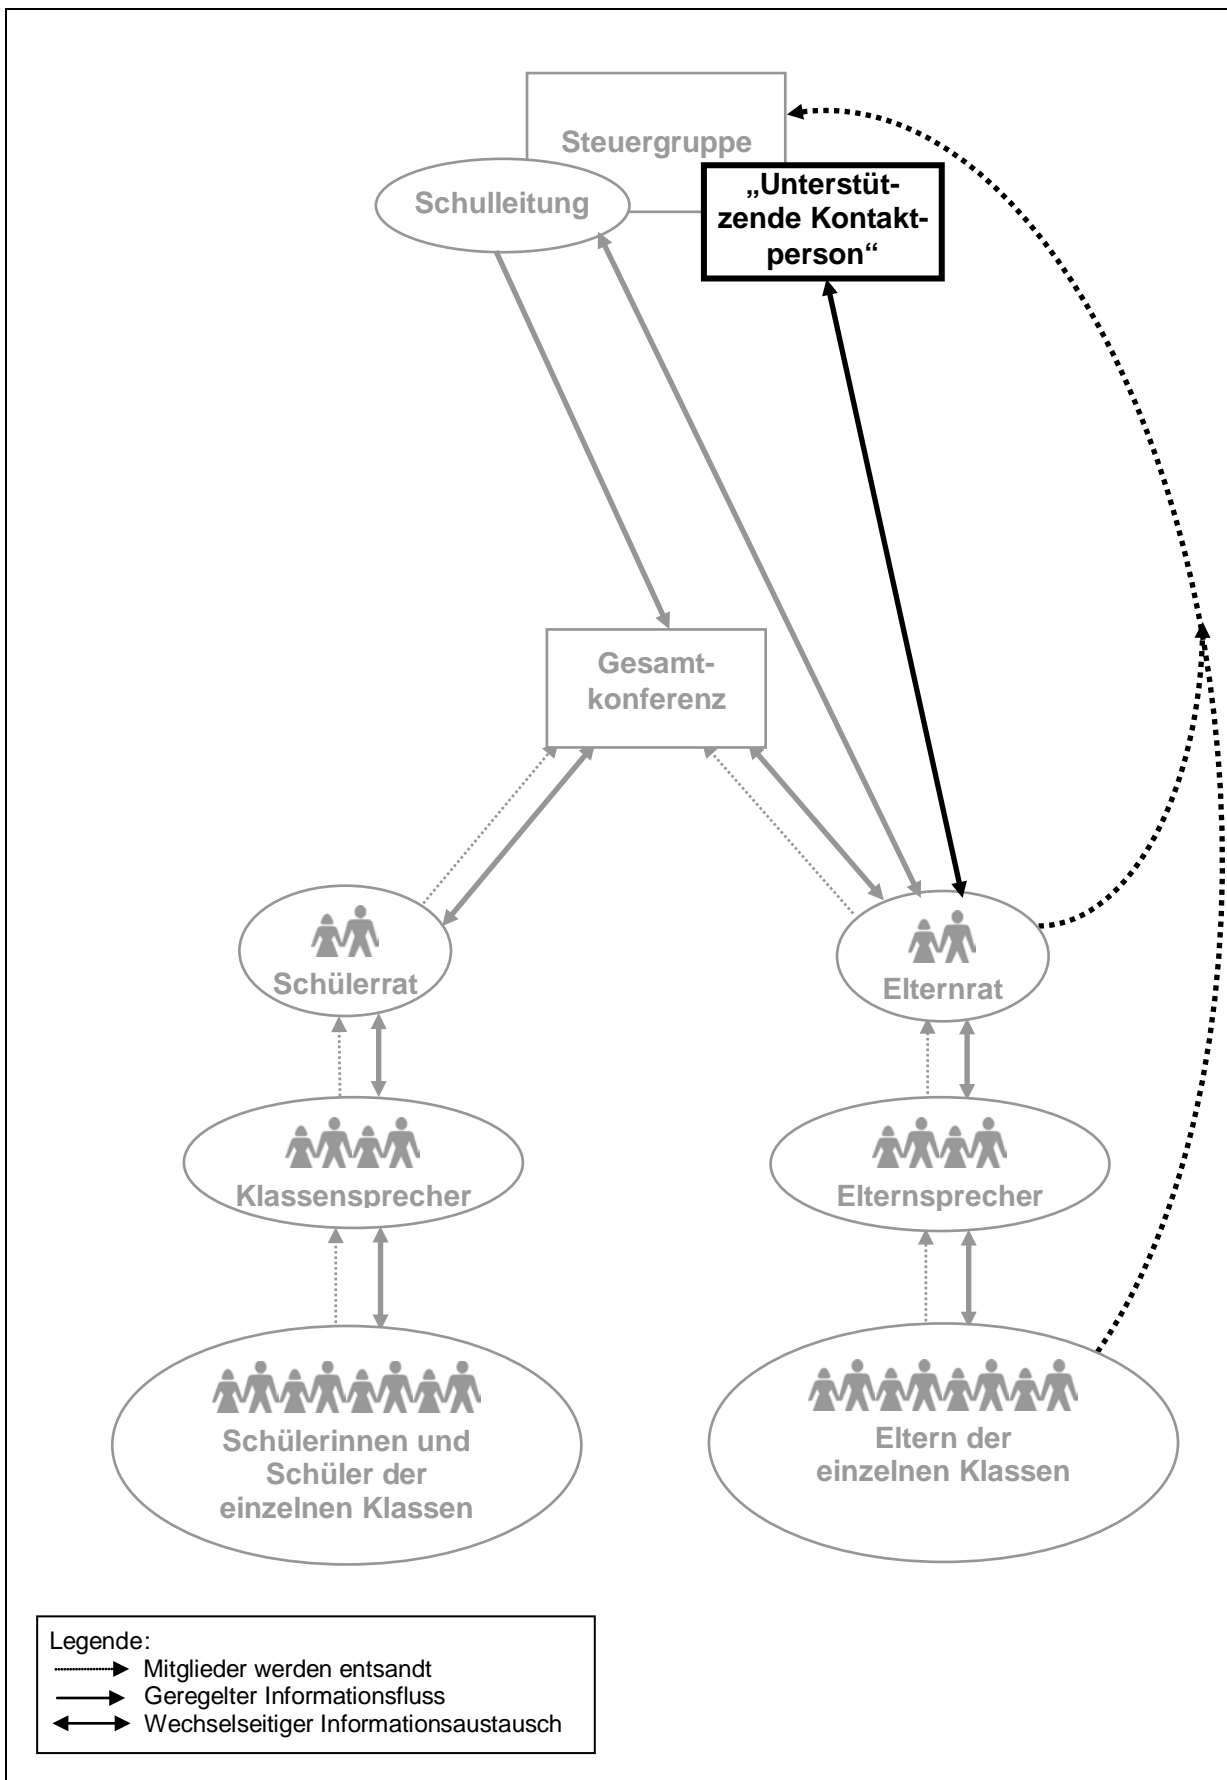 Steuergruppe
Schulleitung
„Unterstüt-
zende Kontakt-
person“
Gesamt-
konferenz
Schülerrat
Elternrat
Klassensprecher
Elternsprecher
Schülerinnen und
Schüler der
einzelnen Klassen
Eltern der
einzelnen Klassen
Legende:
Mitglieder werden entsandt
Geregelter Informationsfluss
Wechselseitiger Informationsaustausch